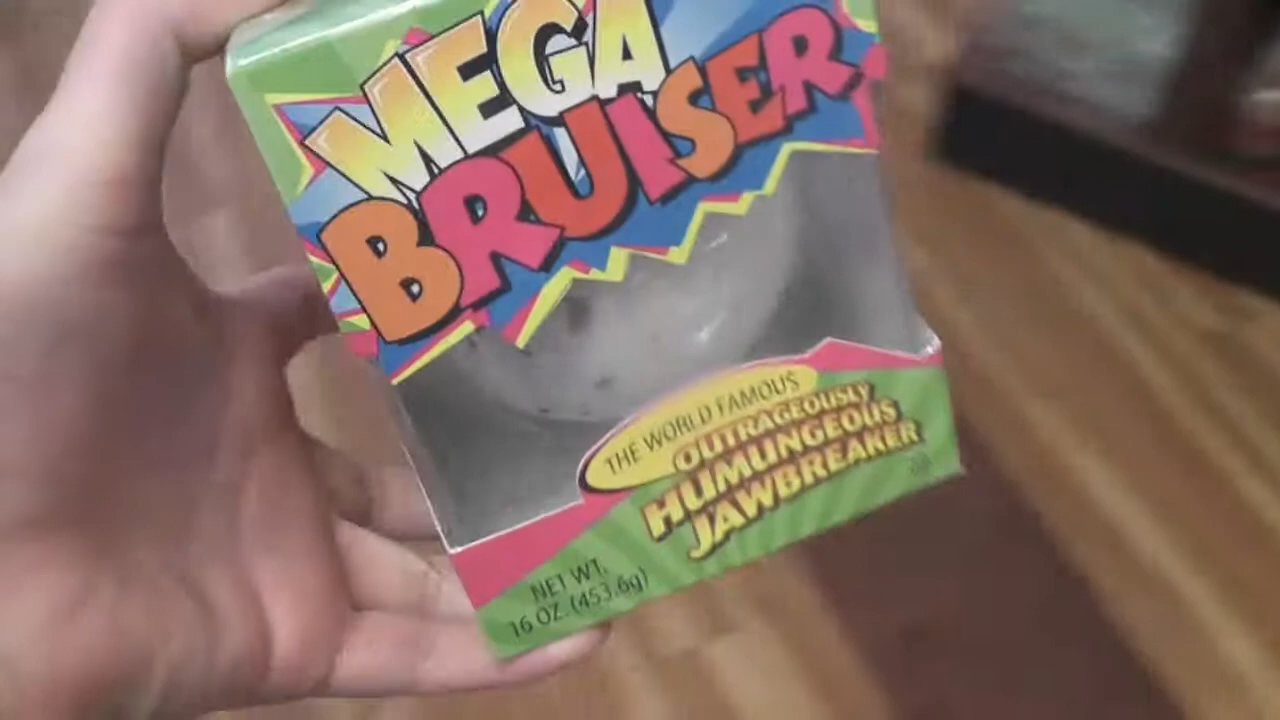 MEGA
BRUISER
THE WORLD FAMOUS
OUTRAGEOUSLY
HUMUNGEOUS
JAWBREAKER
NET WT.
16 OZ. (453.6g)